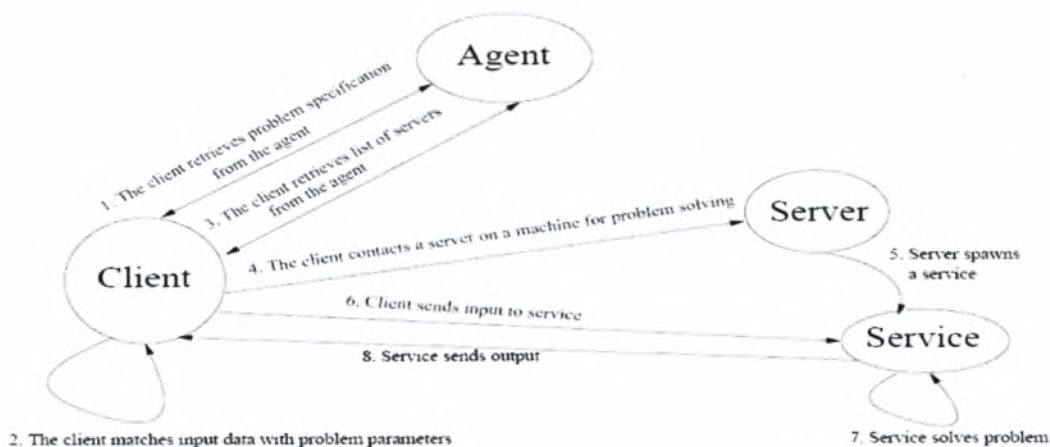 Agent
1. The client retrieves problem specification
from the agent
3. The client retrieves list of servers
from the agent
Server
4. The client contacts a server on a machine for problem solving
Client
5. Server spawns
a service
6. Client sends input to service
Service
8. Service sends output
2. The client matches input data with problem parameters
7. Service solves problem